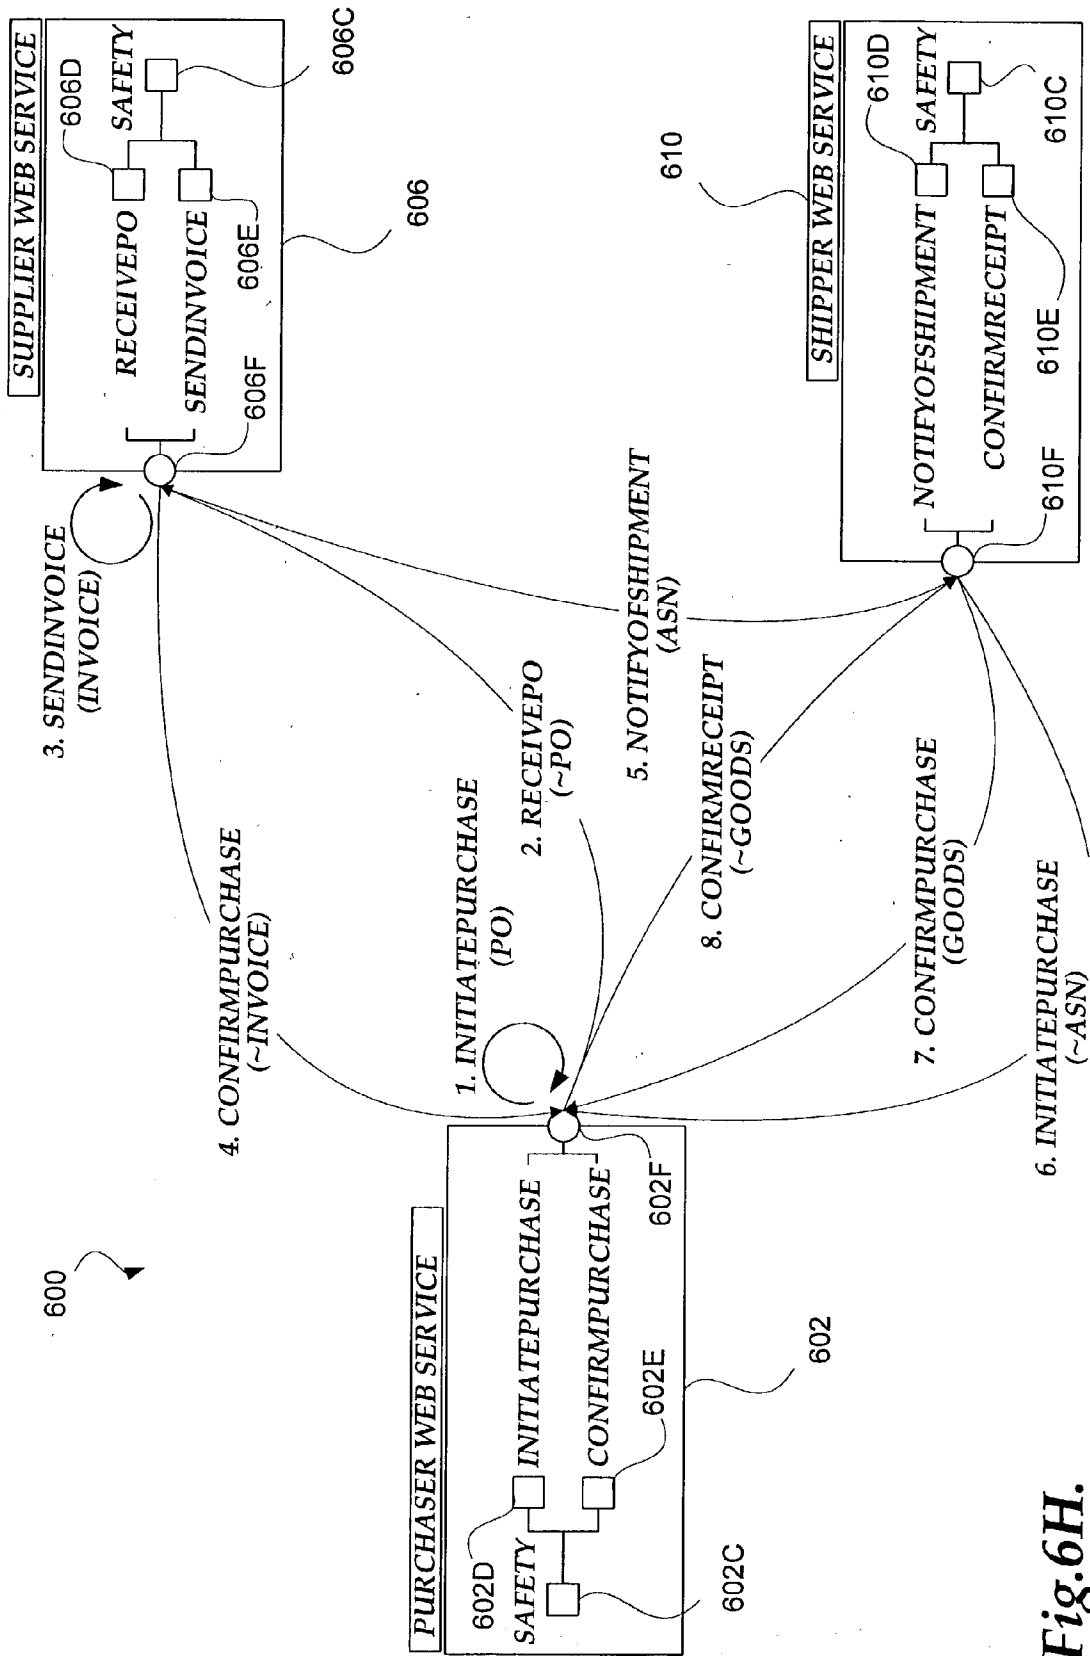 600
PURCHASER WEB SERVICE
602D
SAFETY
INITIATEPURCHASE
CONFIRMPURCHASE
602C
602E
602F
602
1. INITIATEPURCHASE
(PO)
2. RECEIVEPO
(~PO)
3. SENDINVOICE
(INVOICE)
4. CONFIRMPURCHASE
(~INVOICE)
5. NOTIFYOFSHIPMENT
(ASN)
6. INITIATEPURCHASE
(~ASN)
7. CONFIRMPURCHASE
(GOODS)
8. CONFIRMRECEIPT
(~GOODS)
SUPPLIER WEB SERVICE
606D
SAFETY
RECEIVEPO
SENDINVOICE
606C
606E
606F
606
610
SHIPPER WEB SERVICE
610D
SAFETY
NOTIFYOFSHIPMENT
CONFIRMRECEIPT
610C
610E
610F
Fig.6H.